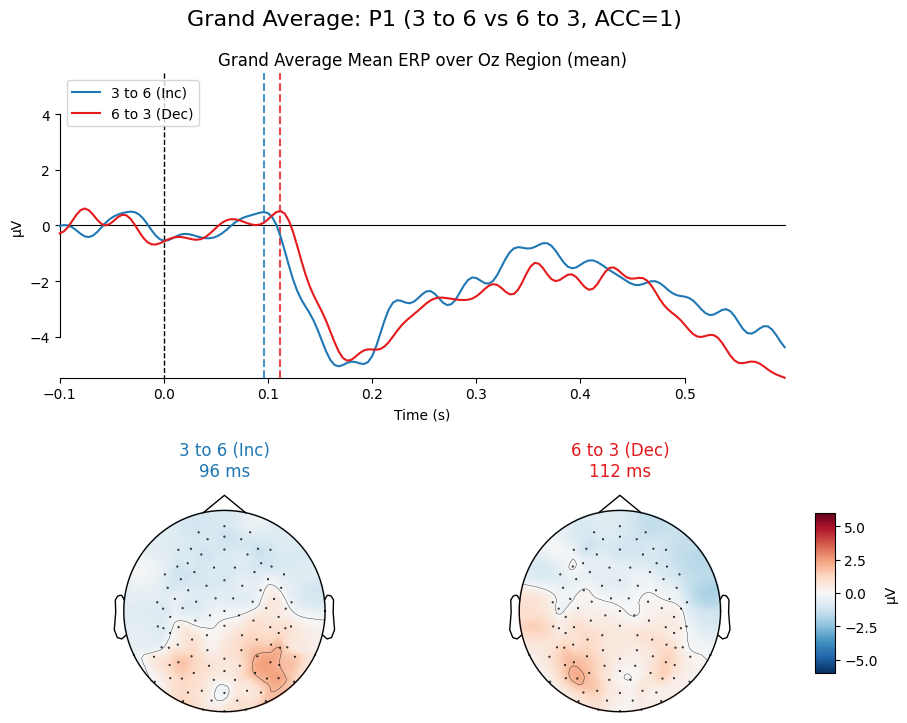 Grand Average: P1 (3 to 6 vs 6 to 3, ACC=1)
Grand Average Mean ERP over Oz Region (mean)
3 to 6 (Inc)
6 to 3 (Dec)
4
2
0
−2
−4
µV
−0.1 0.0 0.1 0.2 0.3 0.4 0.5
Time (s)
3 to 6 (Inc)
96 ms
6 to 3 (Dec)
112 ms
5.0
2.5
0.0
−2.5
−5.0
µV